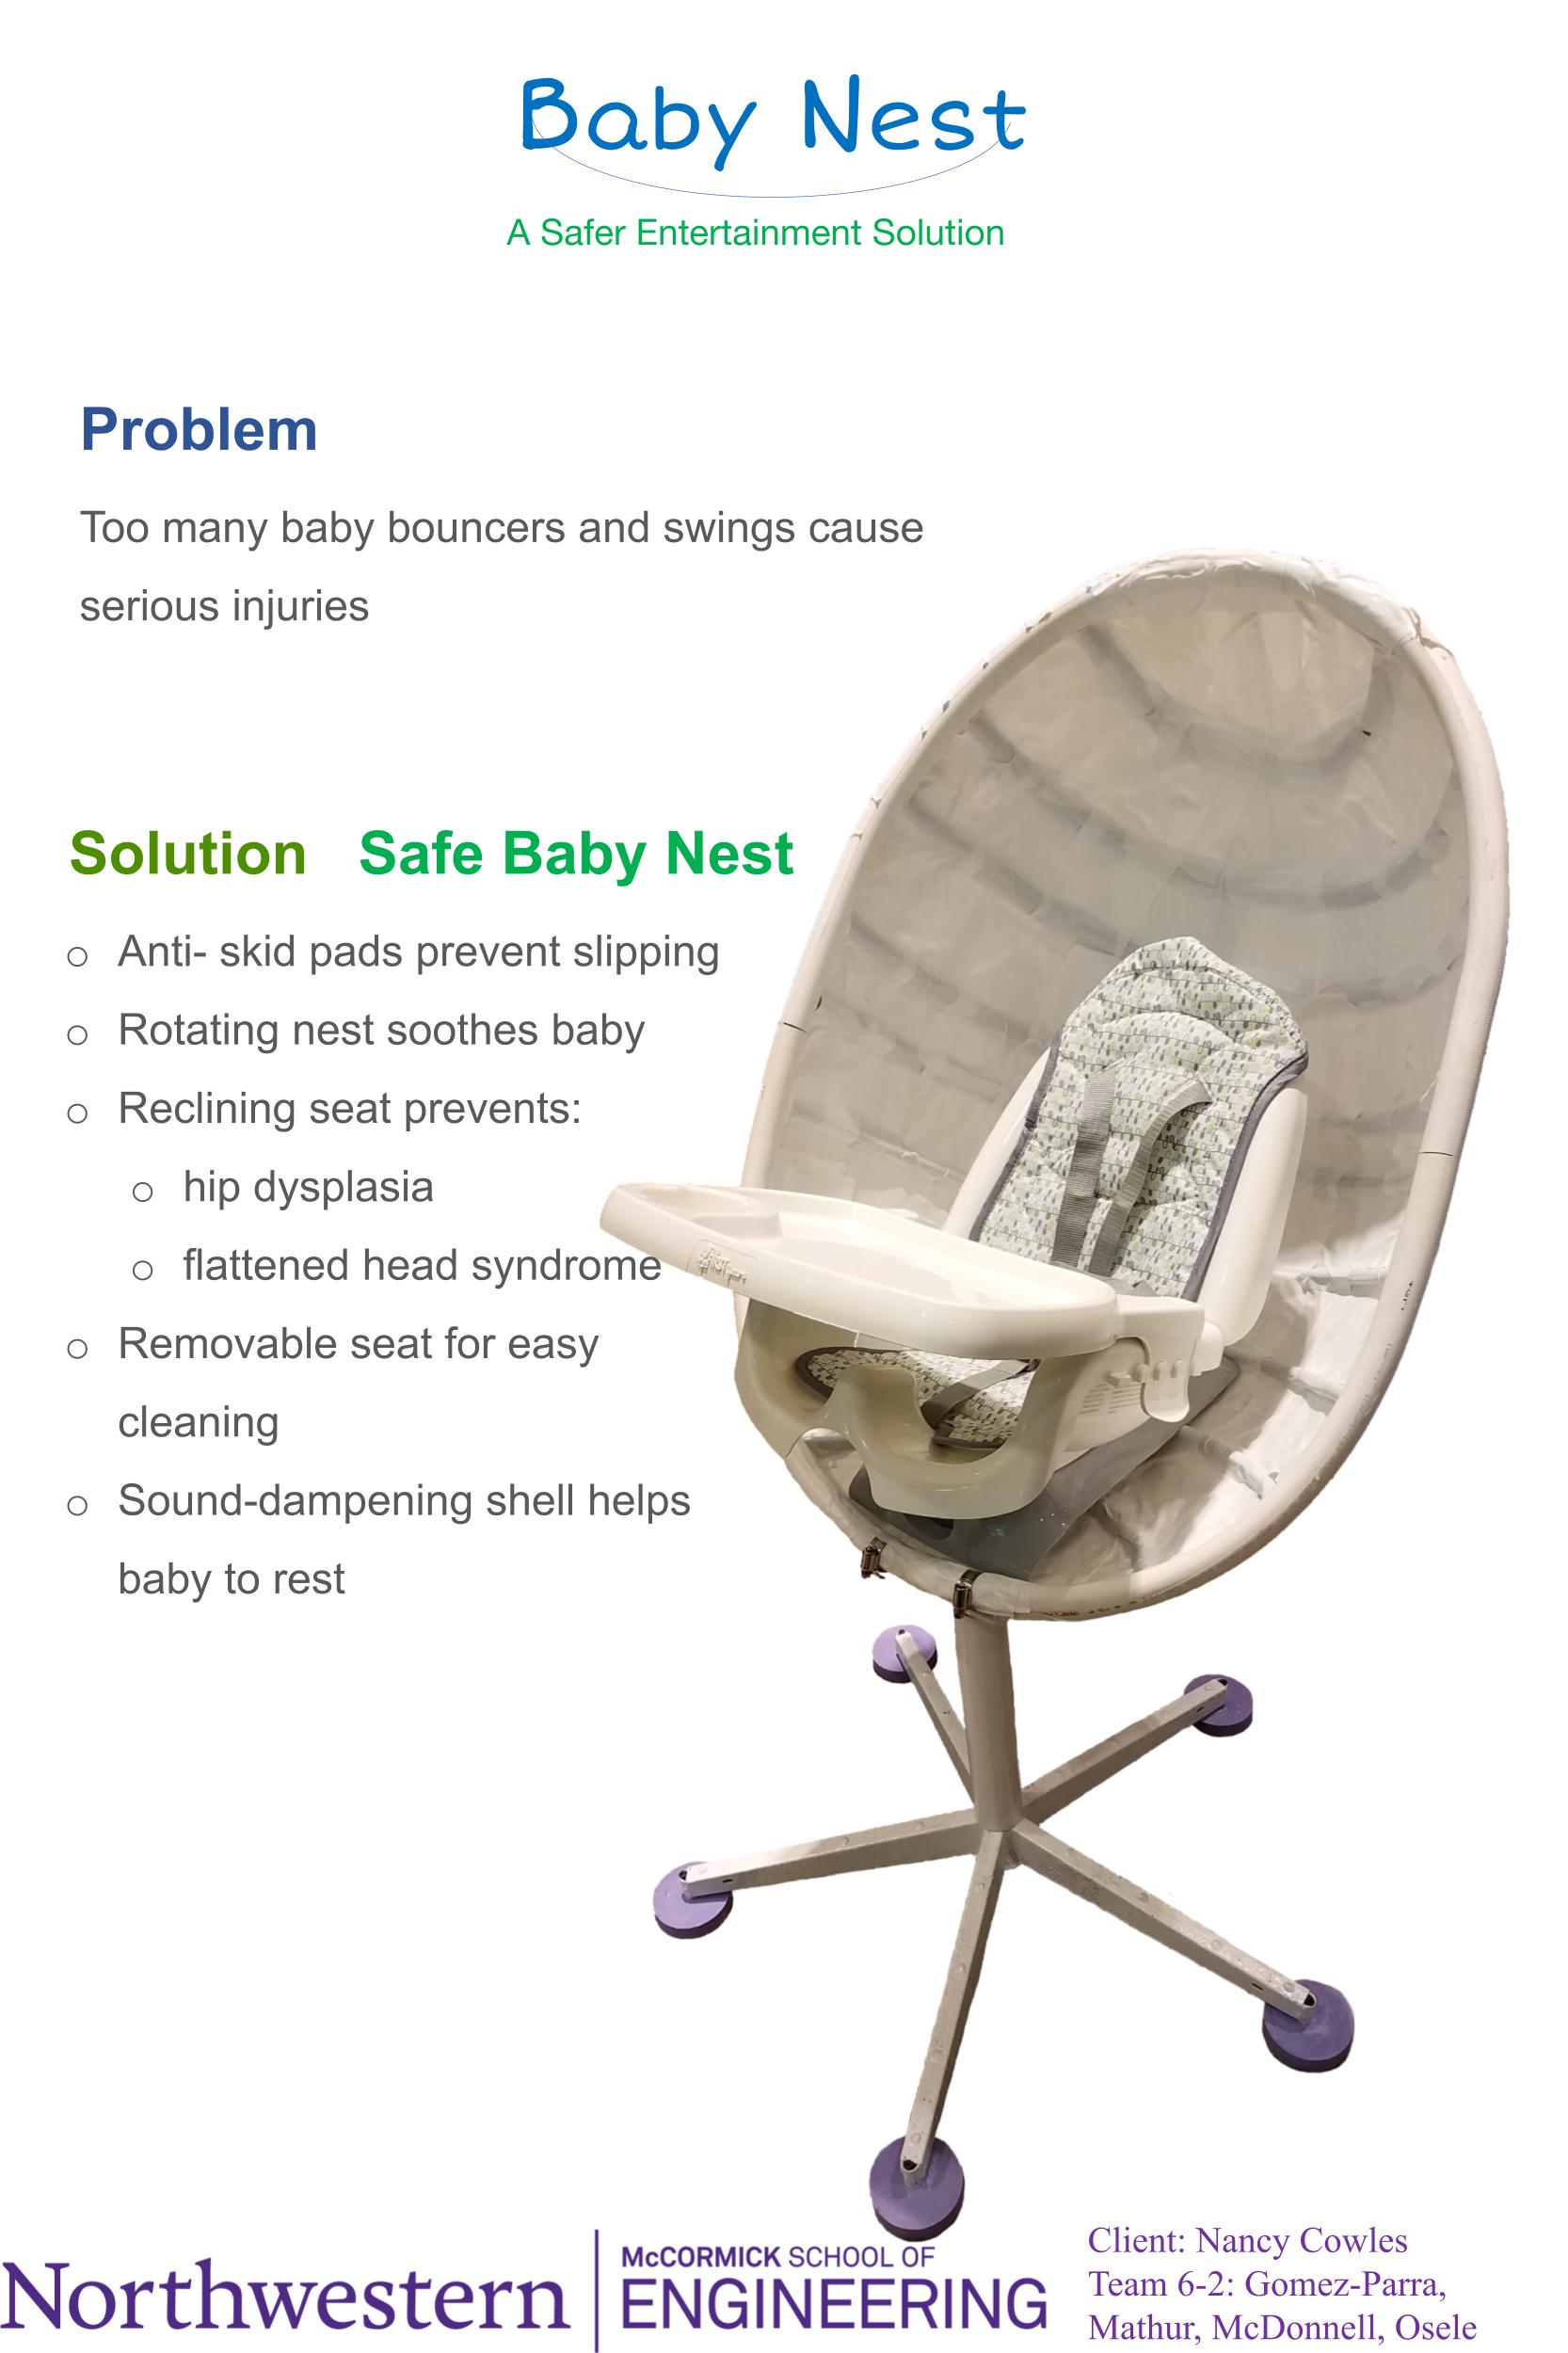 Baby Nest
A Safer Entertainment Solution
Problem
Too many baby bouncers and swings cause
serious injuries
Solution Safe Baby Nest
Anti- skid pads prevent slipping
Rotating nest soothes baby
Reclining seat prevents:
hip dysplasia
flattened head syndrome
Removable seat for easy
cleaning
Sound-dampening shell helps
baby to rest
Northwestern
McCORMICK SCHOOL OF
ENGINEERING
Client: Nancy Cowles
Team 6-2: Gomez-Parra,
Mathur, McDonnell, Osele